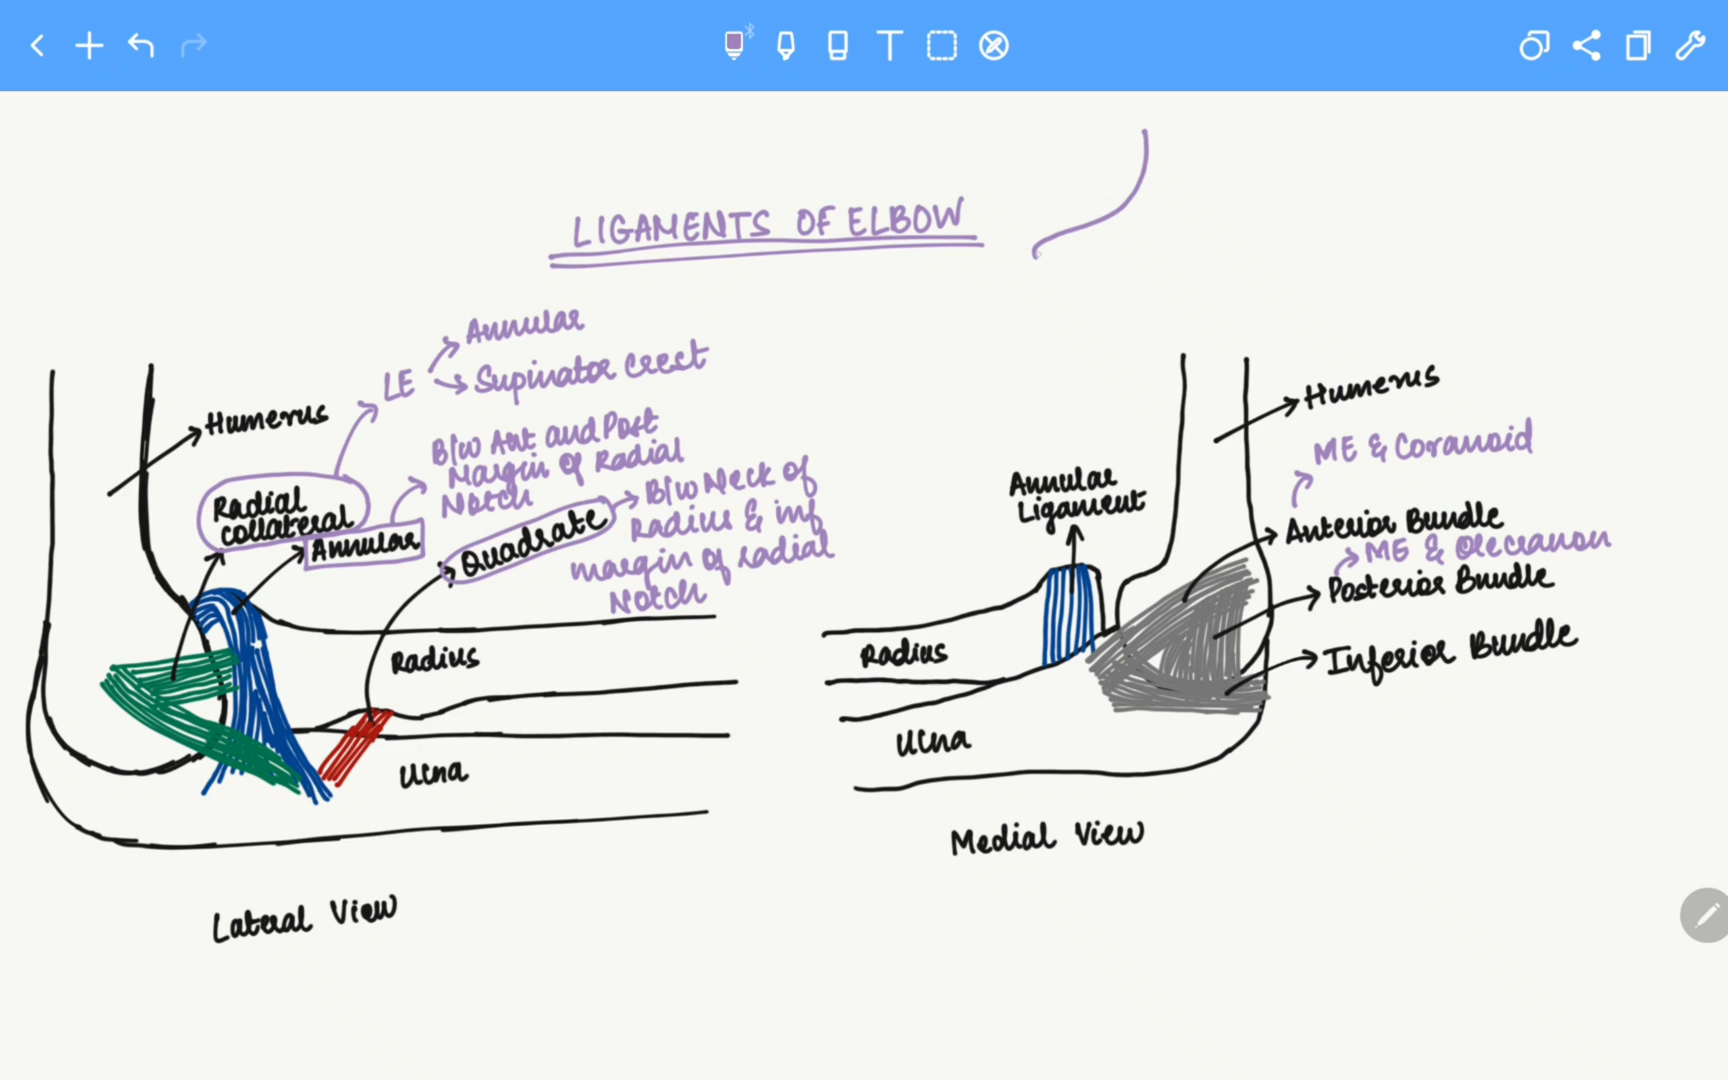 LIGAMENTS OF ELBOW
Annular
LE
Supinator Crest
Humerus
B/w Ant and Post
Margin of Radial
Notch
Radial
collateral
Annular
Quadrate
B/w Neck of
Radius & inf
margin of radial
Notch
Radius
Ulna
Lateral View
Humerus
ME & Coranoid
Annular
Ligament
Anterior Bundle
ME & Olecranon
Posterior Bundle
Inferior Bundle
Radius
Ulna
Medial View